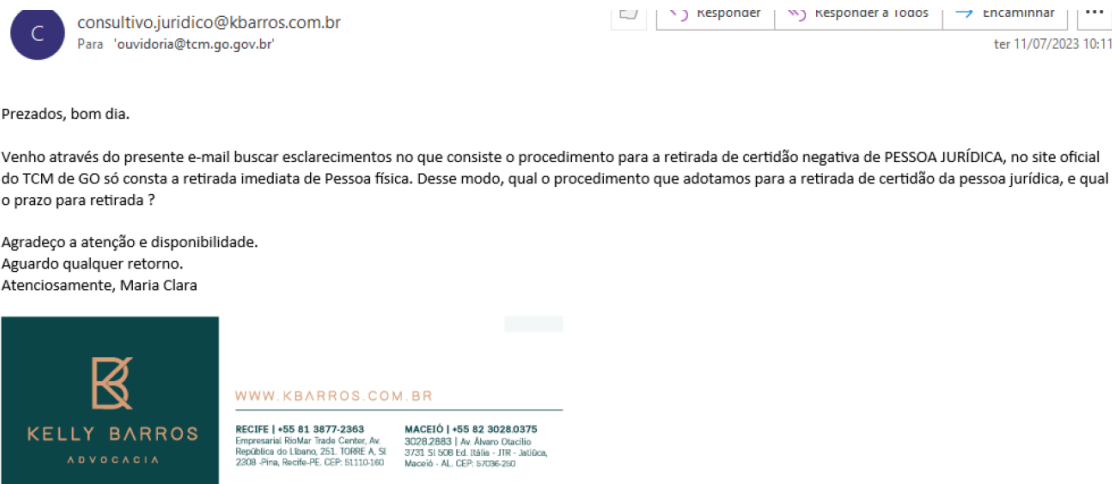 C
consultivo.juridico@kbarros.com.br
Para 'ouvidoria@tcm.go.gov.br'
Responder
Responder a Todos
Encaminhar
ter 11/07/2023 10:11
Prezados, bom dia.
Venho através do presente e-mail buscar esclarecimentos no que consiste o procedimento para a retirada de certidão negativa de PESSOA JURÍDICA, no site oficial
do TCM de GO só consta a retirada imediata de Pessoa física. Desse modo, qual o procedimento que adotamos para a retirada de certidão da pessoa jurídica, e qual
o prazo para retirada ?
Agradeço a atenção e disponibilidade.
Aguardo qualquer retorno.
Atenciosamente, Maria Clara
KELLY BARROS
ADVOCACIA
WWW.KBARROS.COM.BR
RECIFE | +55 81 3877-2363
Empresarial RioMar Trade Center, Av.
República do Líbano, 251. TORRE A, Sl.
2308 -Pina, Recife-PE. CEP: 51110-160
MACEIÓ | +55 82 3028.0375
3028.2883 | Av. Álvaro Otacílio
3731 Sl 508 Ed. Itália - JTR - Jatiúca,
Maceió - AL. CEP: 57036-250